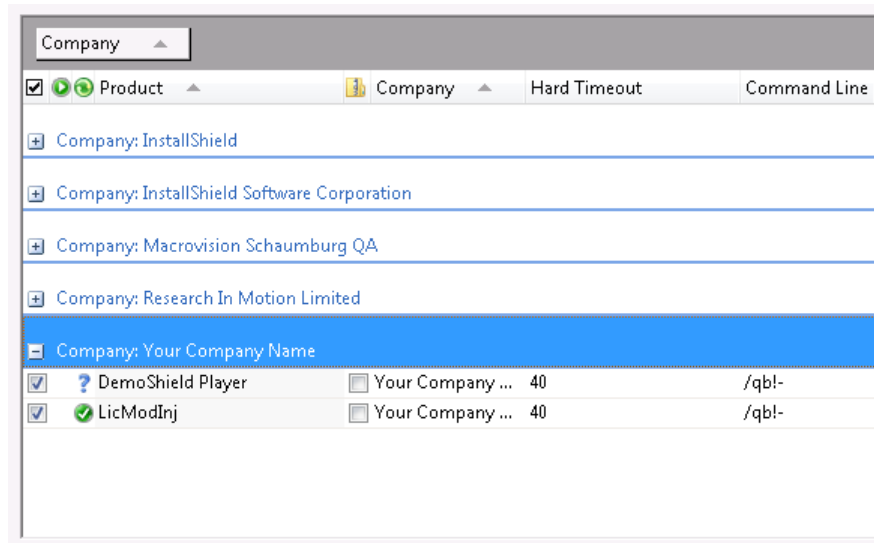 Company
Product Company Hard Timeout Command Line
Company: InstallShield
Company: InstallShield Software Corporation
Company: Macrovision Schaumburg QA
Company: Research In Motion Limited
Company: Your Company Name
? DemoShield Player Your Company ... 40 /qb!-
LicModInj Your Company ... 40 /qb!-